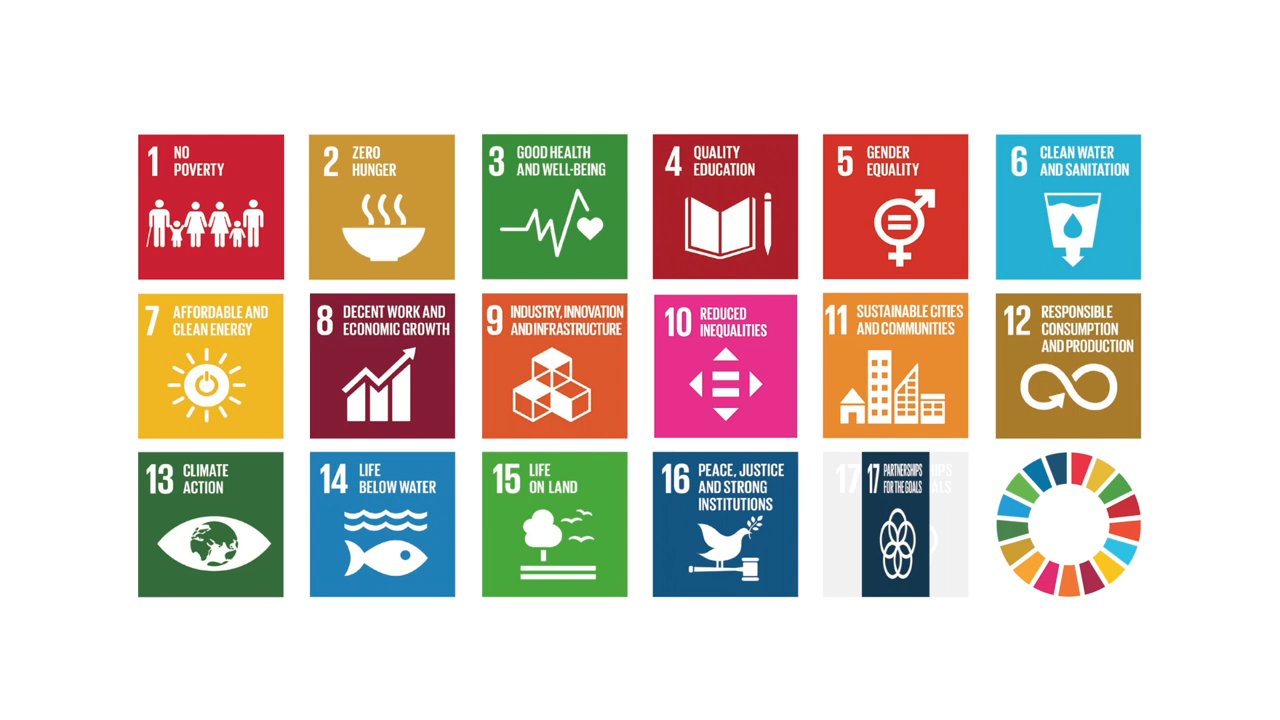 1 NO
POVERTY
2 ZERO
HUNGER
3 GOOD HEALTH
AND WELL-BEING
4 QUALITY
EDUCATION
5 GENDER
EQUALITY
6 CLEAN WATER
AND SANITATION
7 AFFORDABLE AND
CLEAN ENERGY
8 DECENT WORK AND
ECONOMIC GROWTH
9 INDUSTRY, INNOVATION
AND INFRASTRUCTURE
10 REDUCED
INEQUALITIES
11 SUSTAINABLE CITIES
AND COMMUNITIES
12 RESPONSIBLE
CONSUMPTION
AND PRODUCTION
13 CLIMATE
ACTION
14 LIFE
BELOW WATER
15 LIFE
ON LAND
16 PEACE, JUSTICE
AND STRONG
INSTITUTIONS
17 17 PARTNERSHIPS IPS
FOR THE GOALS ALS